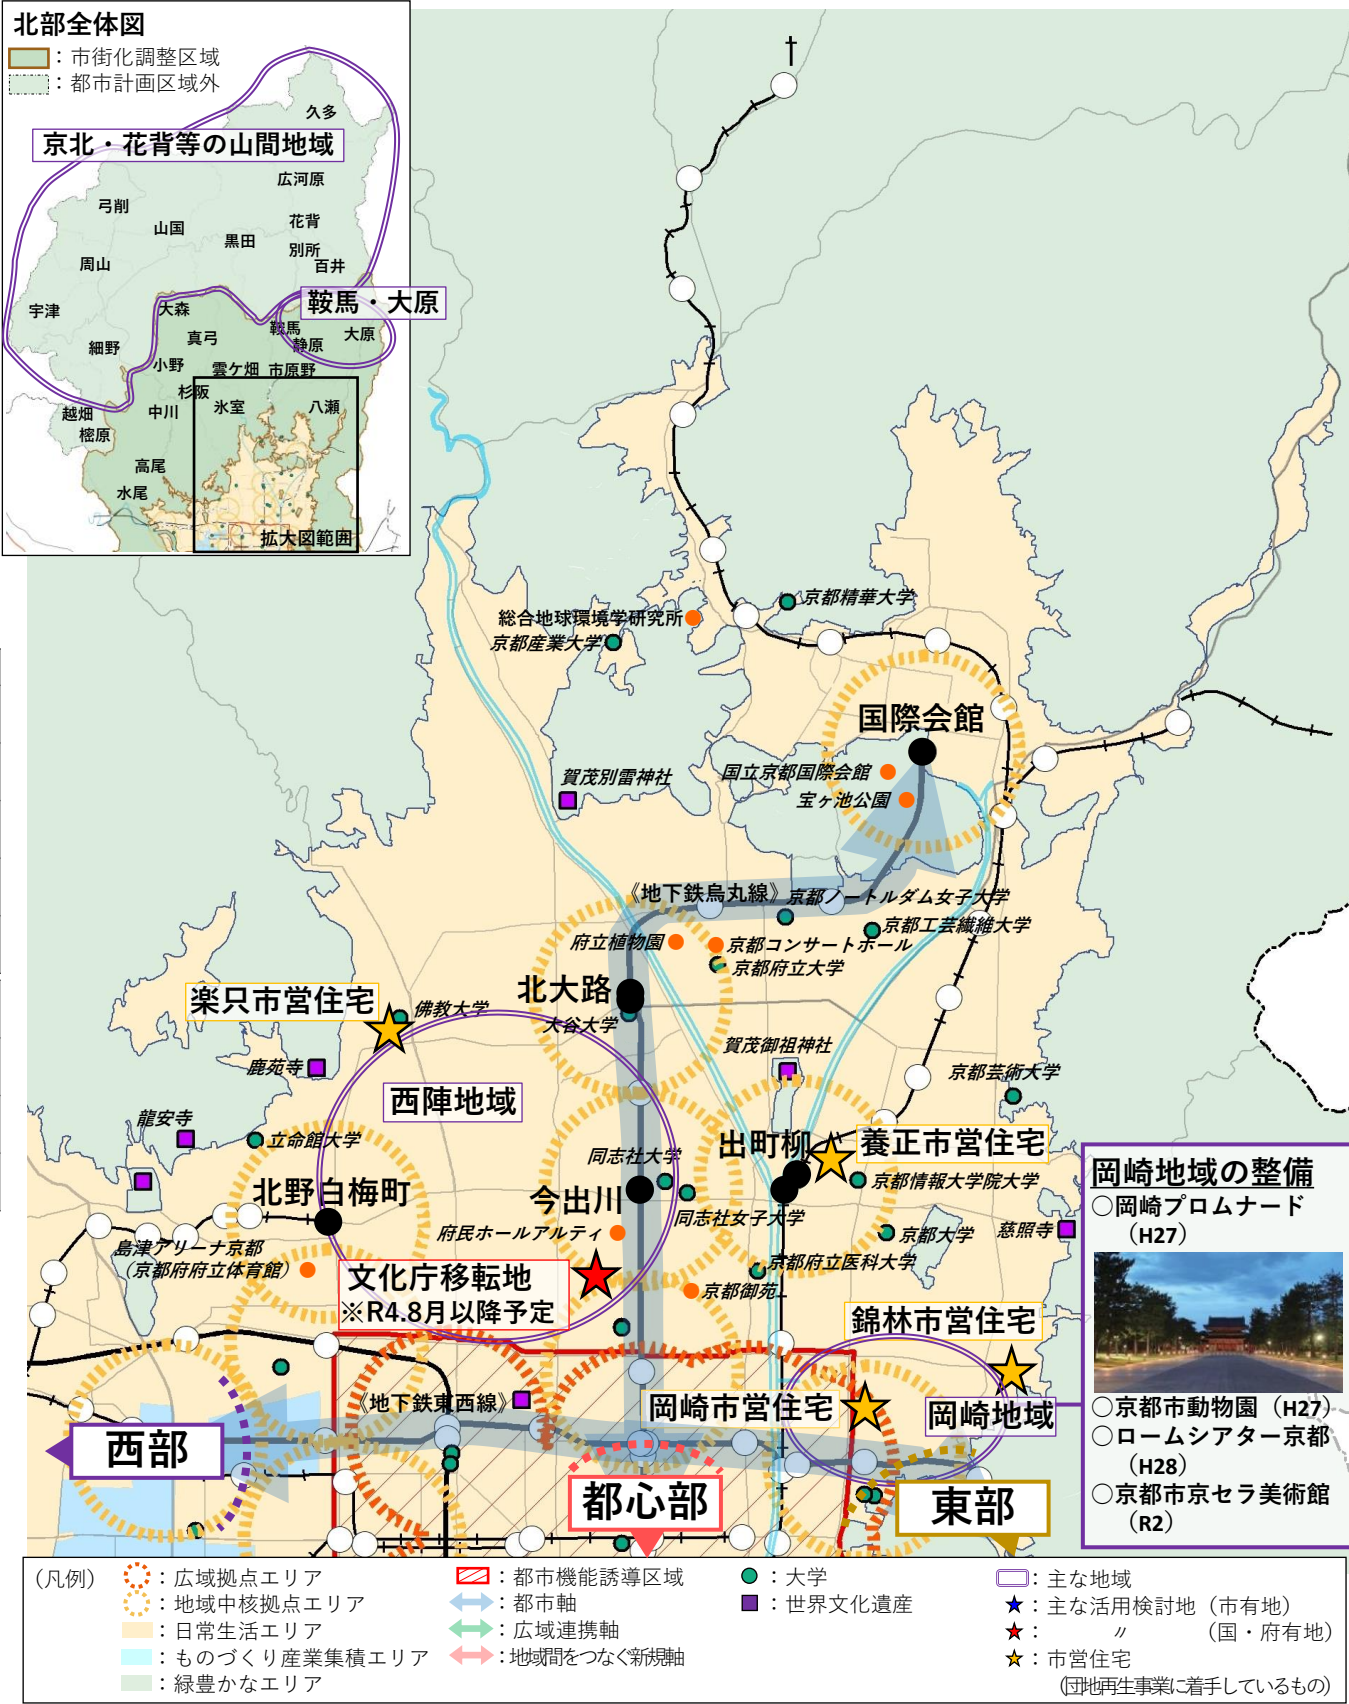 北部全体図
：市街化調整区域
：都市計画区域外
久多
京北・花背等の山間地域
広河原
弓削
花背
山国
黒田
別所
百井
周山
鞍馬・大原
宇津
大森
鞍馬
大原
真弓
静原
細野
小野
雲ケ畑
市原野
杉阪
氷室
八瀬
越畑
中川
樒原
高尾
水尾
拡大図範囲
京都精華大学
総合地球環境学研究所
京都産業大学
国際会館
国立京都国際会館
賀茂別雷神社
宝ヶ池公園
《地下鉄烏丸線》
京都ノートルダム女子大学
京都工芸繊維大学
府立植物園
京都コンサートホール
京都府立大学
北大路
楽只市営住宅
佛教大学
大谷大学
賀茂御祖神社
鹿苑寺
京都芸術大学
西陣地域
龍安寺
立命館大学
出町柳
養正市営住宅
同志社大学
岡崎地域の整備
京都情報大学院大学
北野白梅町
今出川
○岡崎プロムナード
（H27）
同志社女子大学
府民ホールアルティ
京都大学
慈照寺
島津アリーナ京都
（京都府府立体育館）
京都府立医科大学
文化庁移転地
※R4.8月以降予定
京都御苑
錦林市営住宅
《地下鉄東西線》
岡崎市営住宅
岡崎地域
○京都市動物園（H27）
○ロームシアター京都
（H28）
○京都市京セラ美術館
（R2）
西部
都心部
東部
（凡例）
：広域拠点エリア
：地域中核拠点エリア
：日常生活エリア
：ものづくり産業集積エリア
：緑豊かなエリア
：都市機能誘導区域
：都市軸
：広域連携軸
：地域間をつなぐ新規軸
：大学
：世界文化遺産
：主な地域
：主な活用検討地（市有地）
：　〃　（国・府有地）
：市営住宅
（団地再生事業に着手しているもの）